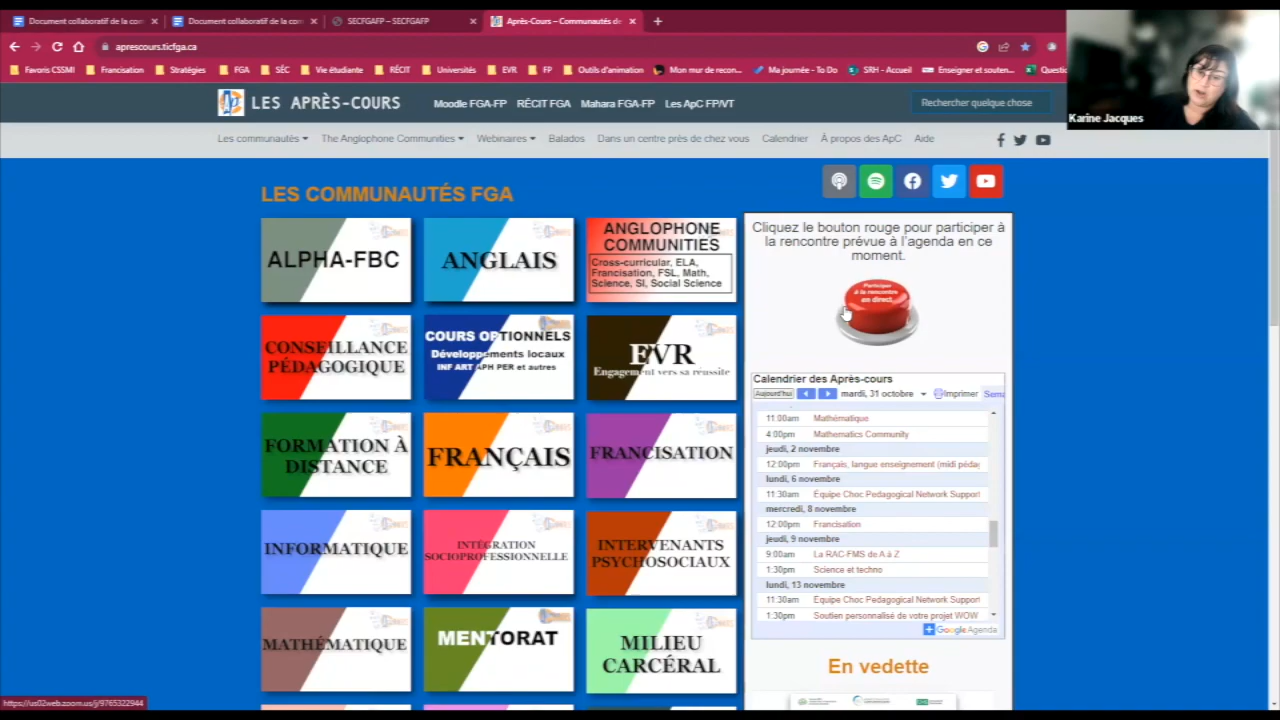 Document collaboratif de la con
Document collaboratif de la con
SECFGAFP – SECFGAFP
Après-Cours – Communautés de
aprescours.ticfga.ca
Favoris CSSMI
Francisation
Stratégies
FGA
SÉC
Vie étudiante
RÉCIT
Universités
EVR
FP
Outils d'animation
Mon mur de recon...
Ma journée - To Do
SRH - Accueil
Enseigner et souten...
Questic
Karine Jacques
LES APRÈS-COURS
Moodle FGA-FP
RÉCIT FGA
Mahara FGA-FP
Les ApC FP/VT
Rechercher quelque chose
Les communautés
The Anglophone Communities
Webinaires
Balados
Dans un centre près de chez vous
Calendrier
À propos des ApC
Aide
LES COMMUNAUTÉS FGA
ALPHA-FBC
ANGLAIS
ANGLOPHONE
COMMUNITIES
Cross-curricular, ELA,
Francisation, FSL, Math,
Science, SI, Social Science
CONSEILLANCE
PÉDAGOGIQUE
COURS OPTIONNELS
Développements locaux
INF ART APH PER et autres
EVR
Engagement vers sa réussite
FORMATION À
DISTANCE
FRANÇAIS
FRANCISATION
INFORMATIQUE
INTÉGRATION
SOCIOPROFESSIONNELLE
INTERVENANTS
PSYCHOSOCIAUX
MATHÉMATIQUE
MENTORAT
MILIEU
CARCÉRAL
Cliquez le bouton rouge pour participer à
la rencontre prévue à l'agenda en ce
moment.
Participer
à la rencontre
en direct
Calendrier des Après-cours
Aujourd'hui
mardi, 31 octobre
Imprimer
Sema
11:00am Mathématique
4:00pm Mathematics Community
jeudi, 2 novembre
12:00pm Français, langue enseignement (midi pédag
lundi, 6 novembre
11:30am Équipe Choc Pedagogical Network Support
mercredi, 8 novembre
12:00pm Francisation
jeudi, 9 novembre
9:00am La RAC-FMS de A à Z
1:30pm Science et techno
lundi, 13 novembre
11:30am Équipe Choc Pedagogical Network Support
1:30pm Soutien personnalisé de votre projet WOW
Google Agenda
En vedette
https://us02web.zoom.us/j/9765322944